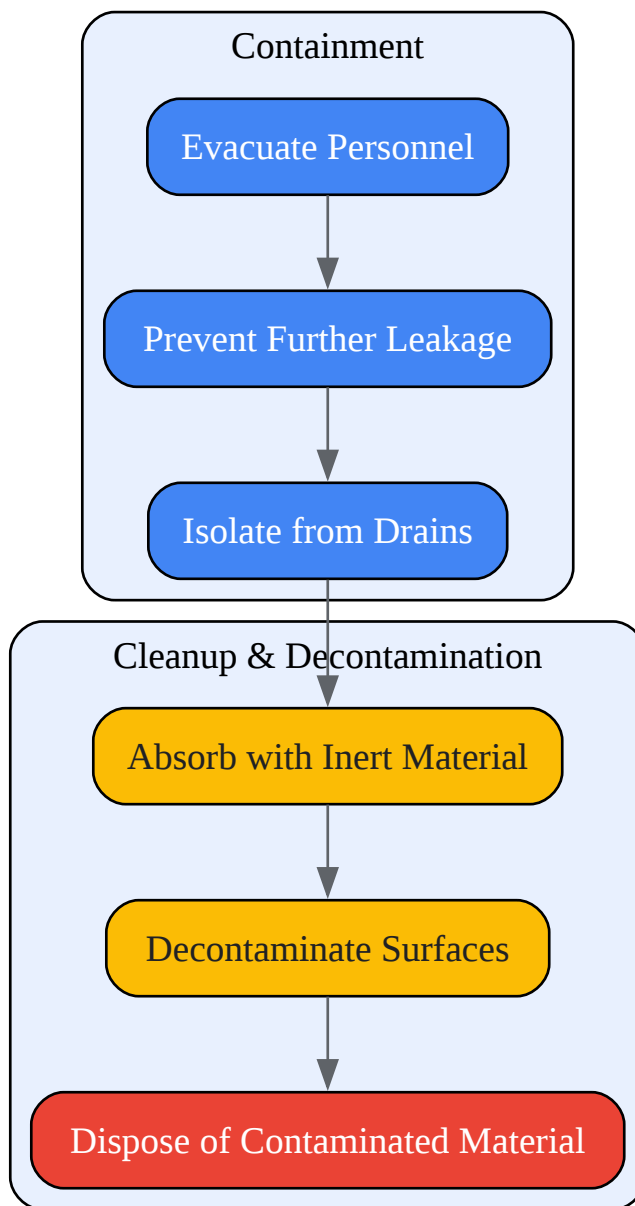 Containment
Evacuate Personnel
Prevent Further Leakage
Isolate from Drains
Cleanup & Decontamination
Absorb with Inert Material
Decontaminate Surfaces
Dispose of Contaminated Material